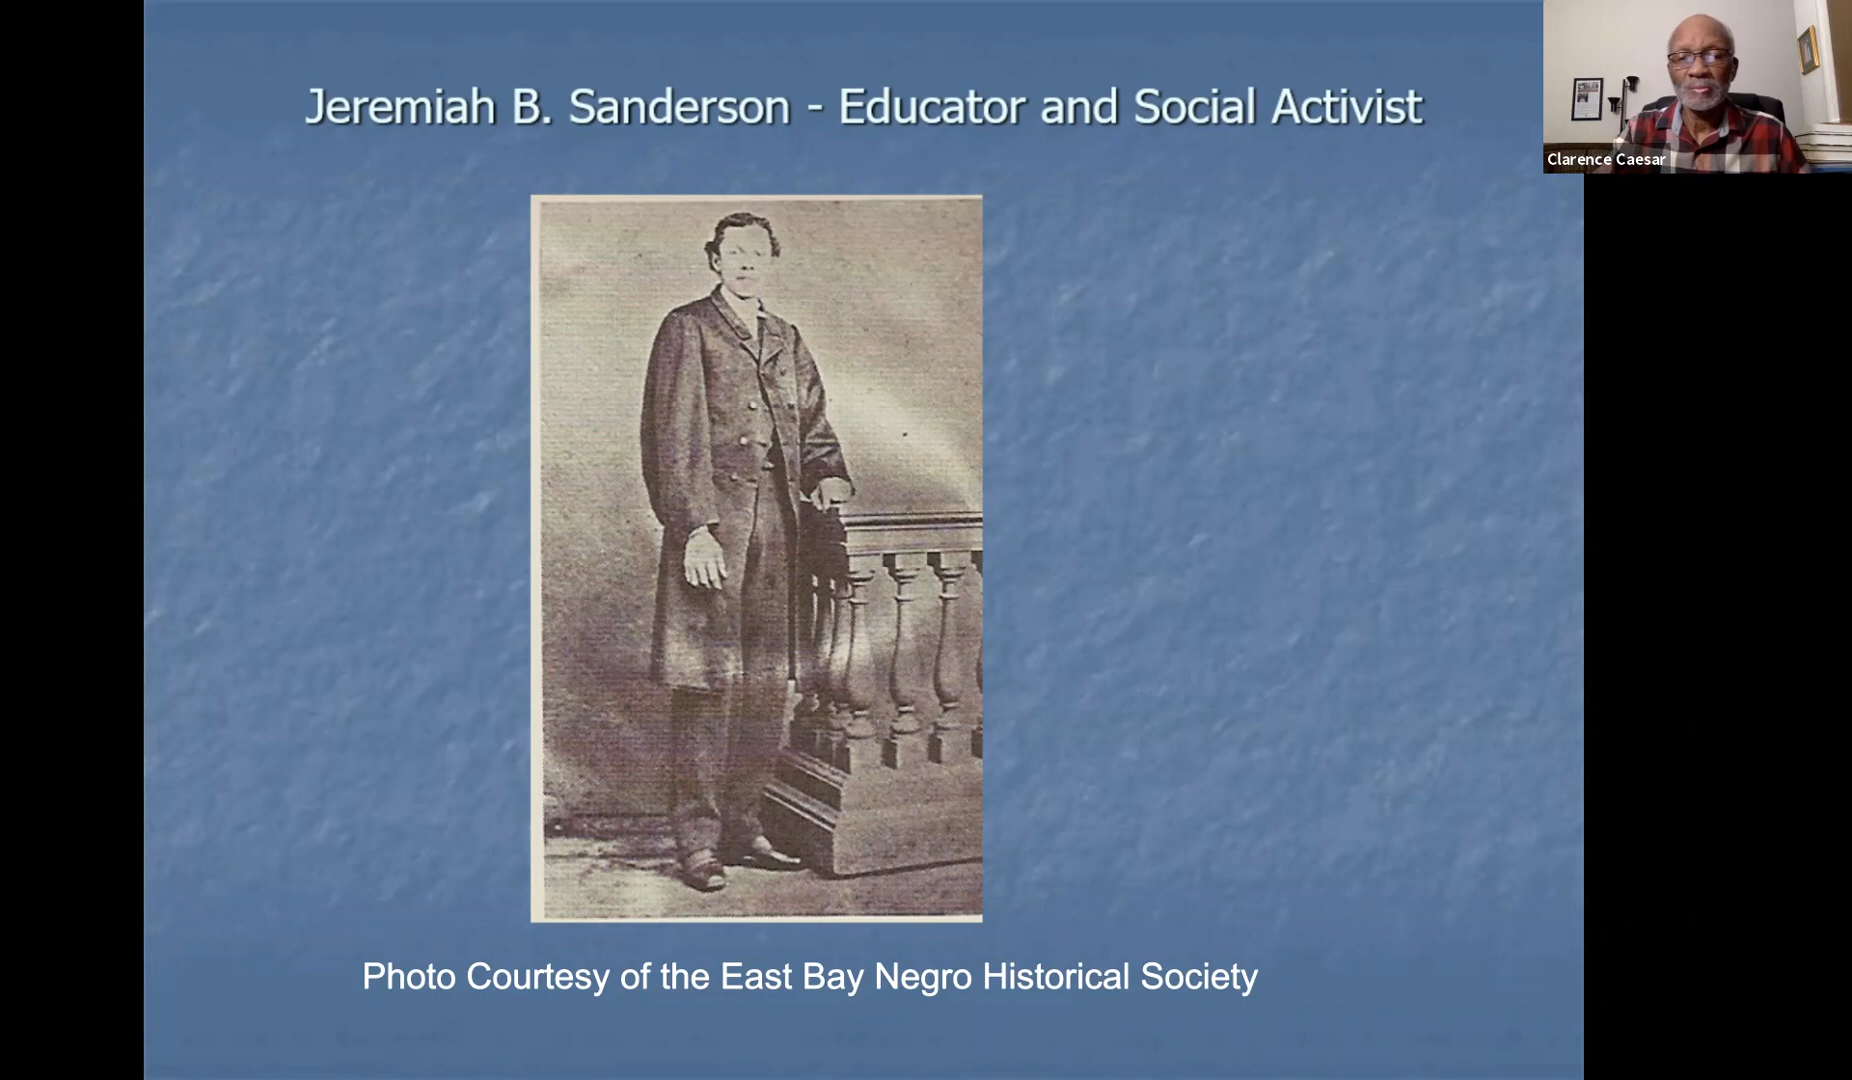 Jeremiah B. Sanderson - Educator and Social Activist
Clarence Caesar
Photo Courtesy of the East Bay Negro Historical Society